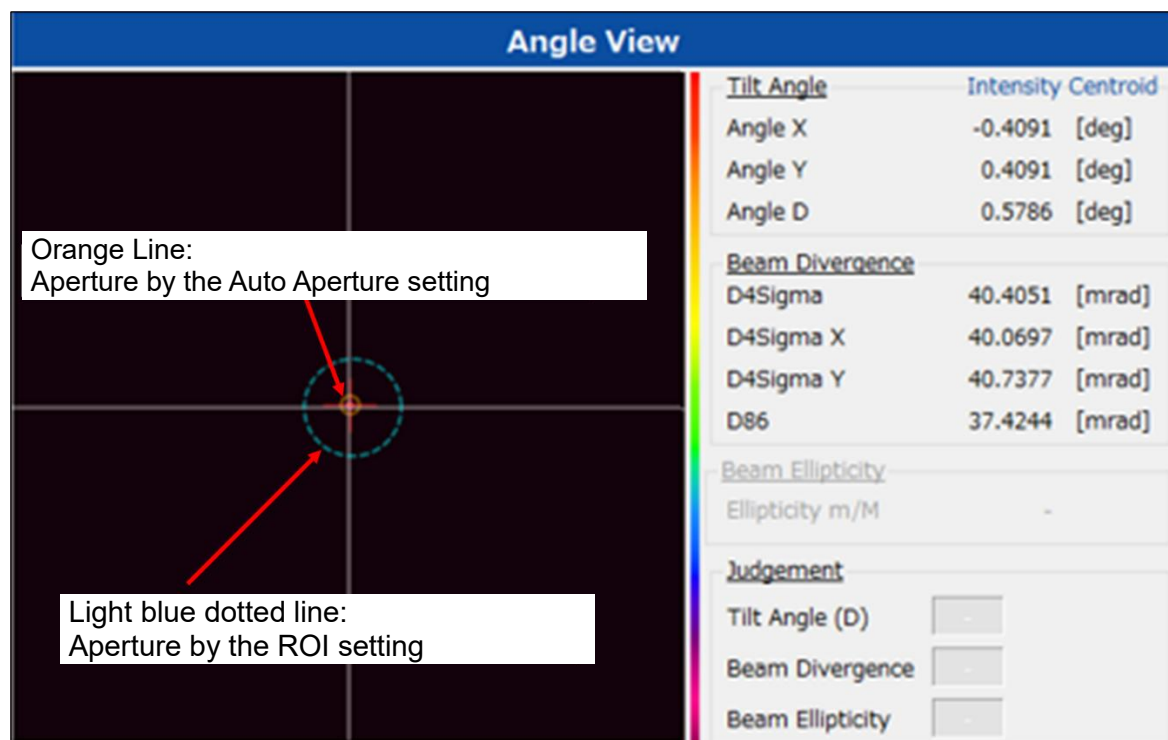 Angle View
Orange Line:
Aperture by the Auto Aperture setting
Light blue dotted line:
Aperture by the ROI setting
Tilt Angle Intensity Centroid
Angle X -0.4091 [deg]
Angle Y 0.4091 [deg]
Angle D 0.5786 [deg]
Beam Divergence
D4Sigma 40.4051 [mrad]
D4Sigma X 40.0697 [mrad]
D4Sigma Y 40.7377 [mrad]
D86 37.4244 [mrad]
Beam Ellipticity
Ellipticity m/M -
Judgement
Tilt Angle (D) -
Beam Divergence -
Beam Ellipticity -